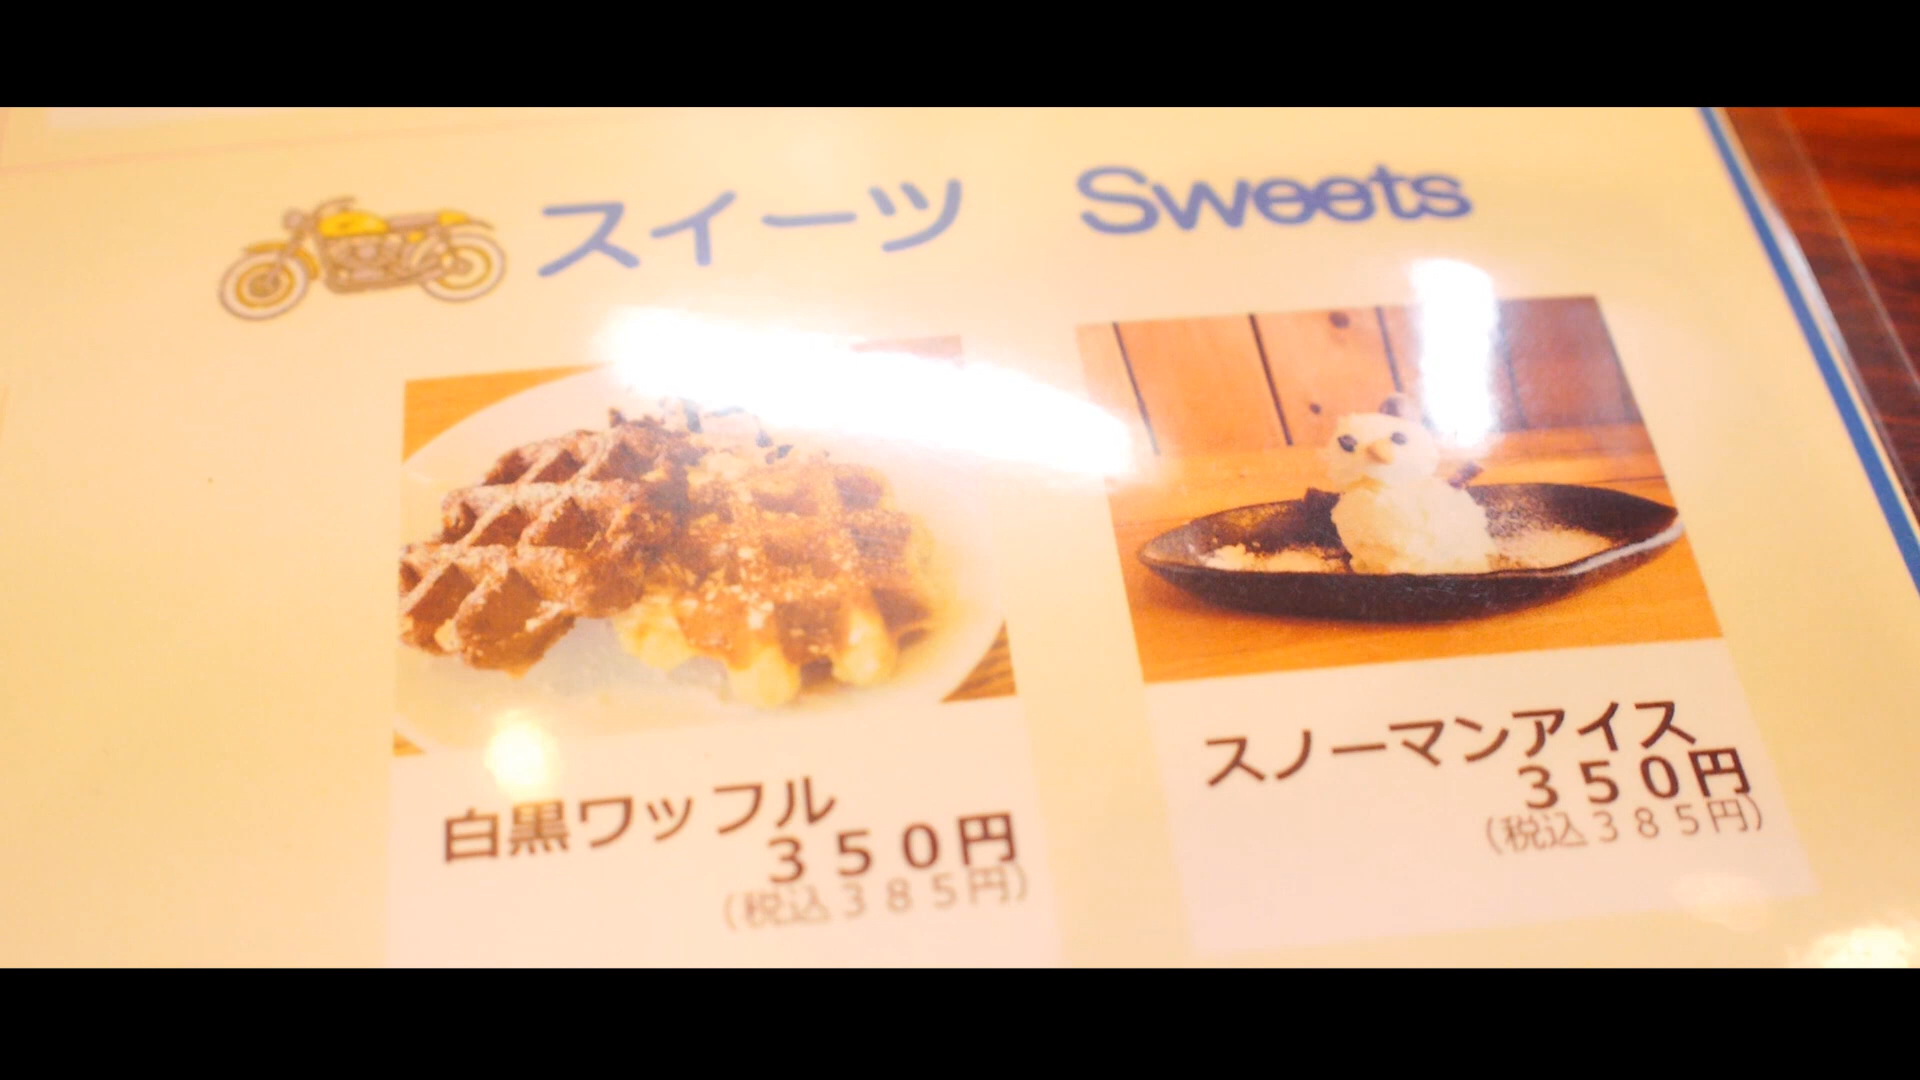 スイーツ Sweets
白黒ワッフル
３５０円
（税込３８５円）
スノーマンアイス
３５０円
（税込３８５円）